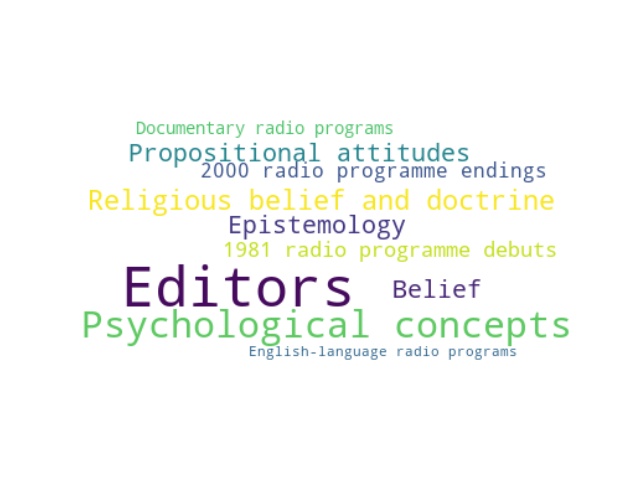 Documentary radio programs
Propositional attitudes
2000 radio programme endings
Religious belief and doctrine
Epistemology
1981 radio programme debuts
Editors
Belief
Psychological concepts
English-language radio programs